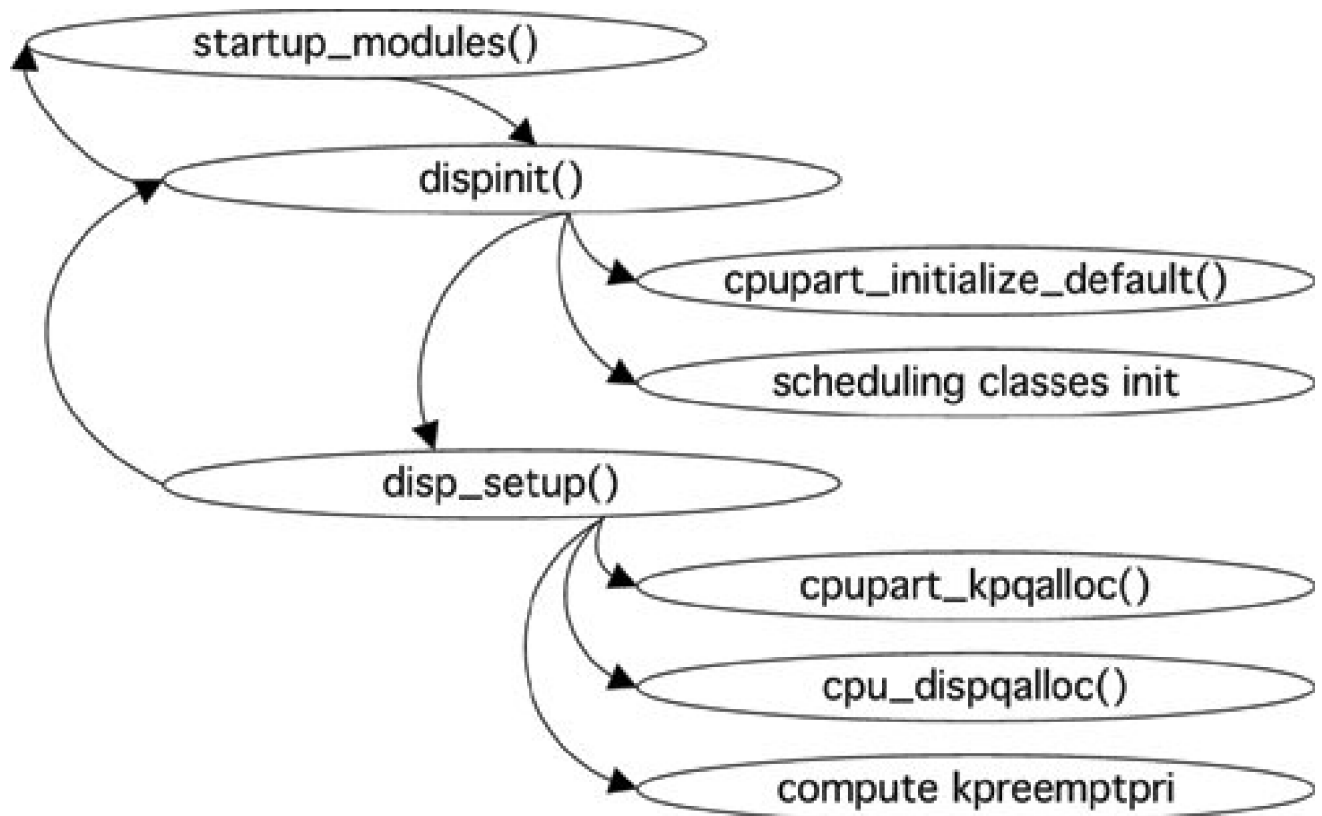 startup_modules()
dispinit()
cpupart_initialize_default()
scheduling classes init
disp_setup()
cpupart_kpqalloc()
cpu_dispqalloc()
compute kpreemptpri